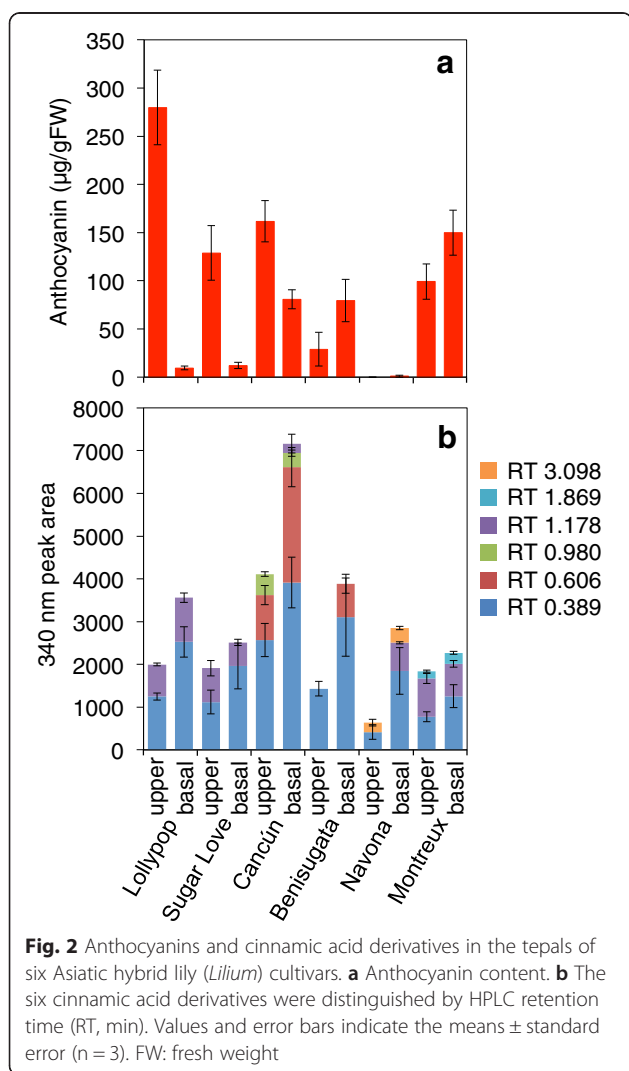 350
300
250
200
150
100
50
0
Anthocyanin (µg/gFW)
a
8000
7000
6000
5000
4000
3000
2000
1000
0
340 nm peak area
b
RT 3.098
RT 1.869
RT 1.178
RT 0.980
RT 0.606
RT 0.389
upper
basal
upper
basal
upper
basal
upper
basal
upper
basal
upper
basal
Lollypop
Sugar Love
Cancún
Benisugata
Navona
Montreux
Fig. 2 Anthocyanins and cinnamic acid derivatives in the tepals of
six Asiatic hybrid lily (Lilium) cultivars. a Anthocyanin content. b The
six cinnamic acid derivatives were distinguished by HPLC retention
time (RT, min). Values and error bars indicate the means ± standard
error (n = 3). FW: fresh weight